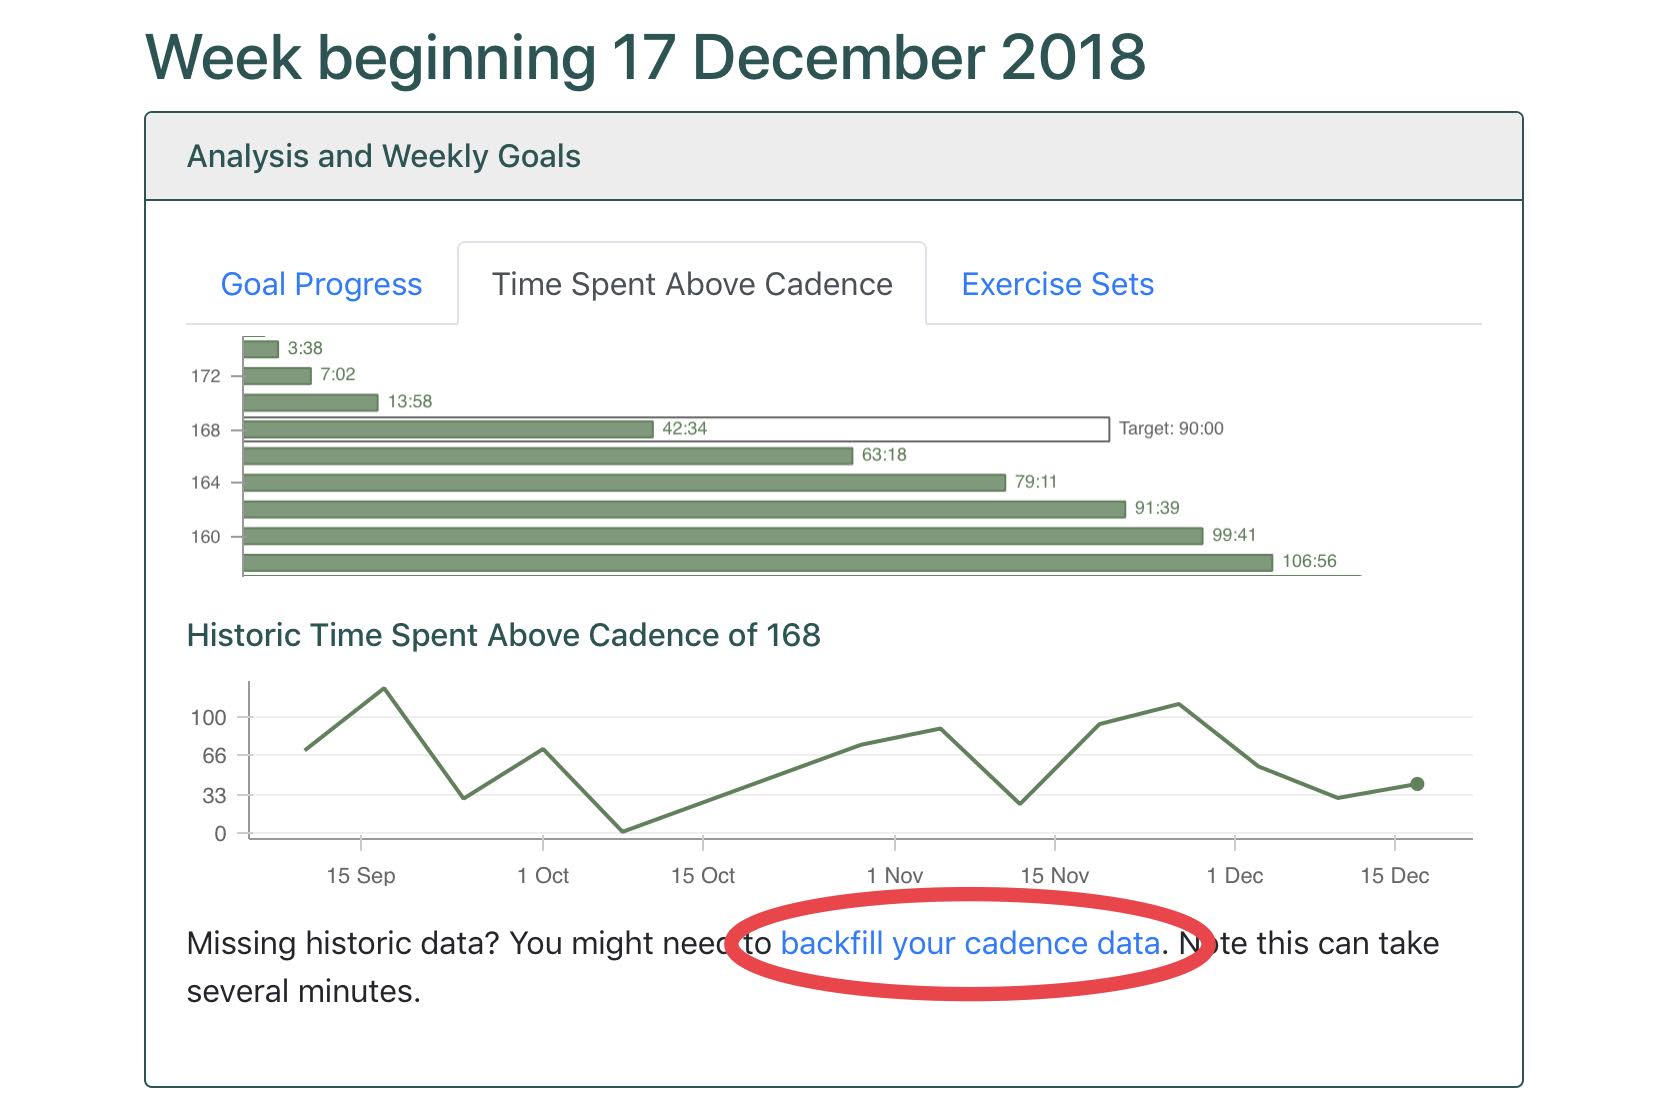 Week beginning 17 December 2018
Analysis and Weekly Goals
Goal Progress Time Spent Above Cadence Exercise Sets
3:38
172 7:02
13:58
168 42:34 Target: 90:00
63:18
164 79:11
91:39
160 99:41
106:56
Historic Time Spent Above Cadence of 168
100
66
33
0
15 Sep 1 Oct 15 Oct 1 Nov 15 Nov 1 Dec 15 Dec
Missing historic data? You might need to backfill your cadence data. Note this can take
several minutes.